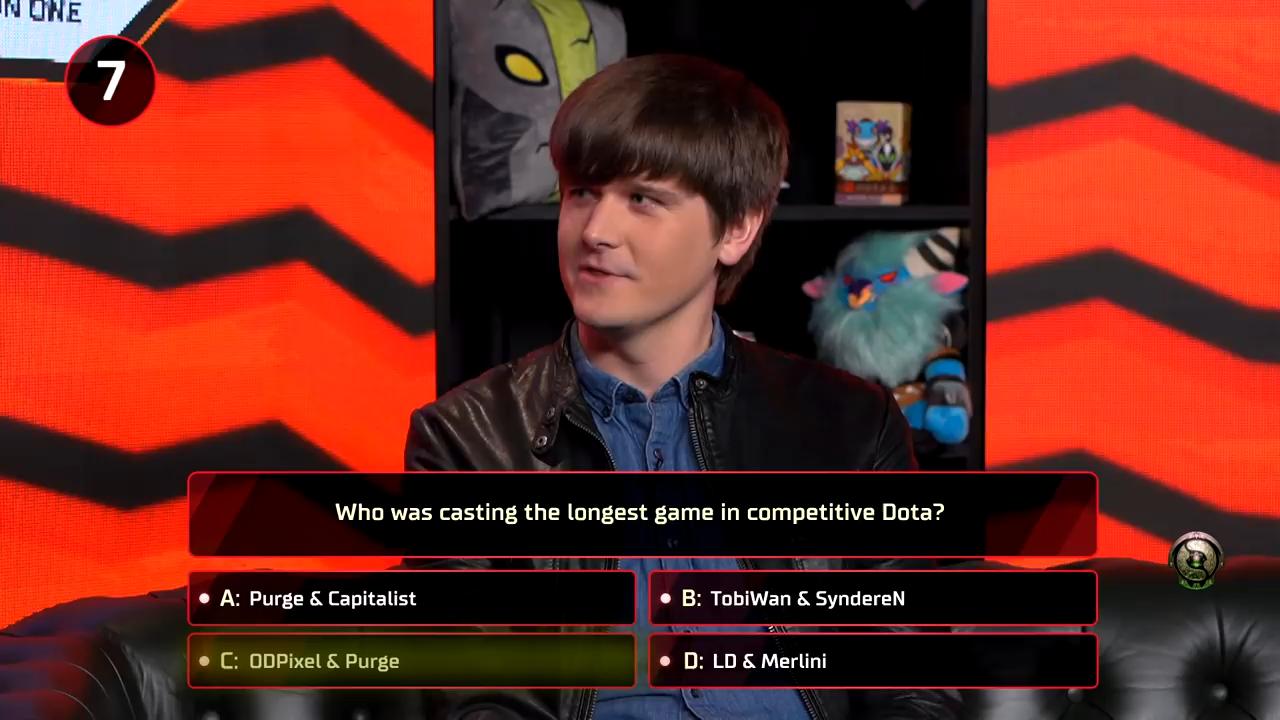 N ONE
7
Who was casting the longest game in competitive Dota?
A: Purge & Capitalist
B: TobiWan & SyndereN
C: ODPixel & Purge
D: LD & Merlini